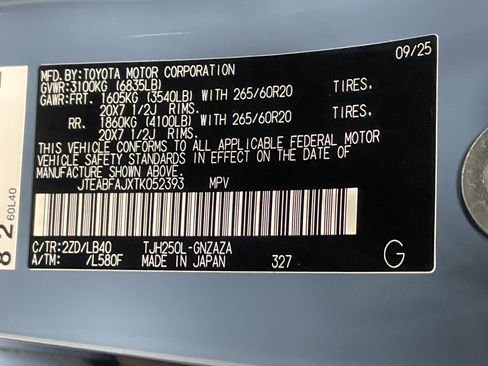 09/25
MFD.BY:TOYOTA MOTOR CORPORATION
GVWR:3100KG (6835LB)
GAWR:FRT. 1605KG (3540LB) WITH 265/60R20 TIRES,
20X7 1/2J RIMS.
RR. 1860KG (4100LB) WITH 265/60R20 TIRES,
20X7 1/2J RIMS.
THIS VEHICLE CONFORMS TO ALL APPLICABLE FEDERAL MOTOR
VEHICLE SAFETY STANDARDS IN EFFECT ON THE DATE OF
MANUFACTURE SHOWN ABOVE.
JTEABFAJXTK052393 MPV
C/TR:2ZD/LB40 TJH250L-GNZAZA
A/TM: /L580F MADE IN JAPAN 327
G
8 2
60L40